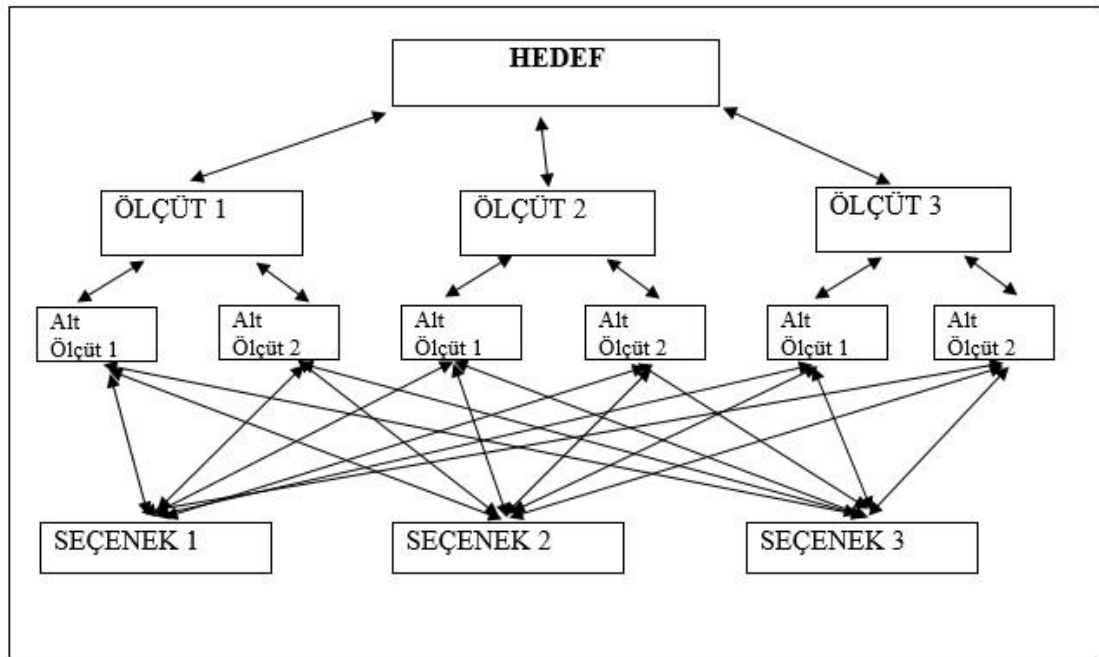 HEDEF
ÖLÇÜT 1
ÖLÇÜT 2
ÖLÇÜT 3
Alt
Ölçüt 1
Alt
Ölçüt 2
Alt
Ölçüt 1
Alt
Ölçüt 2
Alt
Ölçüt 1
Alt
Ölçüt 2
SEÇENEK 1
SEÇENEK 2
SEÇENEK 3